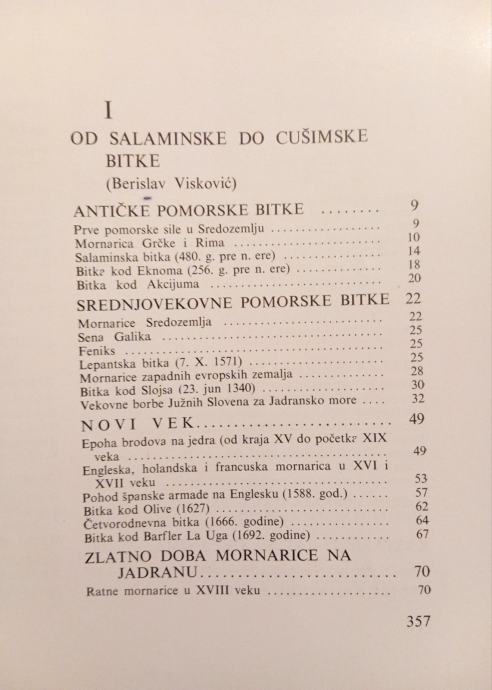 I
OD SALAMINSKE DO CUŠIMSKE
BITKE
(Berislav Visković)
ANTIČKE POMORSKE BITKE ........ 9
Prve pomorske sile u Sredozemlju ........ 9
Mornarica Grčke i Rima ........ 10
Salaminska bitka (480. g. pre n. ere) ........ 14
Bitka kod Eknoma (256. g. pre n. ere) ........ 18
Bitka kod Akcijuma ........ 20
SREDNJOVEKOVNE POMORSKE BITKE 22
Mornarice Sredozemlja ........ 22
Sena Galika ........ 25
Feniks ........ 25
Lepantska bitka (7. X. 1571) ........ 25
Mornarice zapadnih evropskih zemalja ........ 28
Bitka kod Slojsa (23. jun 1340) ........ 30
Vekovne borbe Južnih Slovena za Jadransko more .... 32
NOVI VEK ........ 49
Epoha brodova na jedra (od kraja XV do početka XIX
veka ........ 49
Engleska, holandska i francuska mornarica u XVI i
XVII veku ........ 53
Pohod španske armade na Englesku (1588. god.) ...... 57
Bitka kod Olive (1627) ........ 62
Četvorodnevna bitka (1666. godine) ........ 64
Bitka kod Barfler La Uga (1692. godine) ........ 67
ZLATNO DOBA MORNARICE NA
JADRANU ........ 70
Ratne mornarice u XVIII veku ........ 70
357